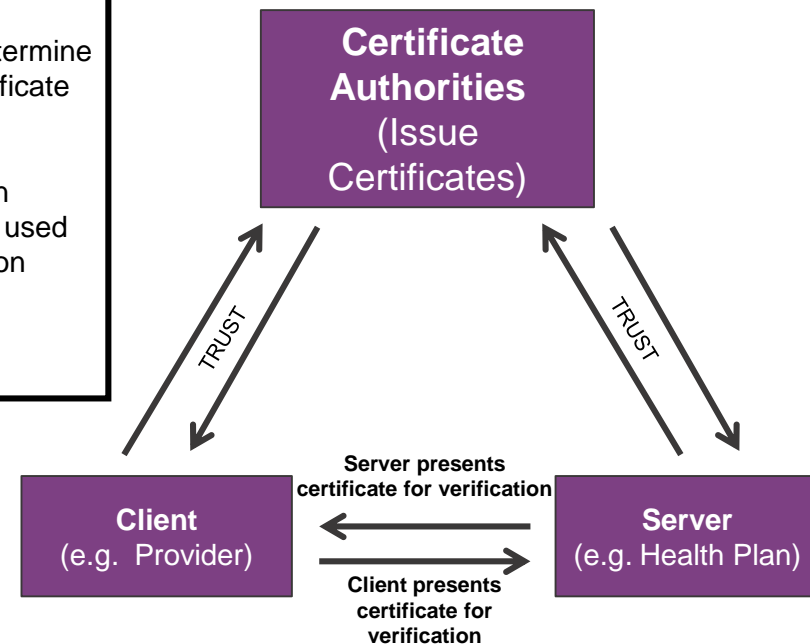 termine
ficate
n
used
on
Certificate
Authorities
(Issue
Certificates)
TRUST
TRUST
Server presents
certificate for verification
Client
(e.g. Provider)
Server
(e.g. Health Plan)
Client presents
certificate for
verification